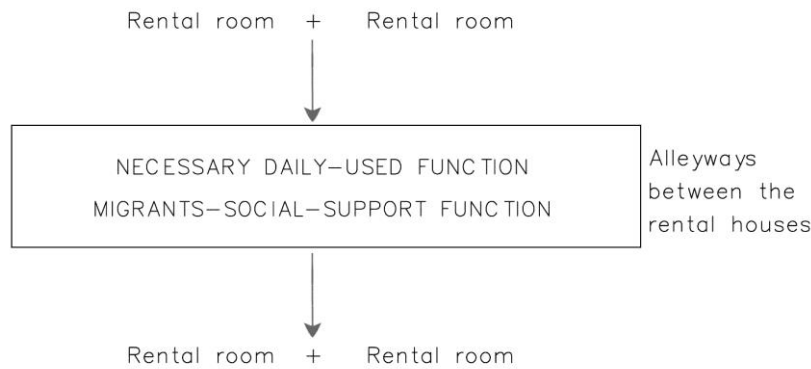 Rental room + Rental room
NECESSARY DAILY-USED FUNCTION
MIGRANTS-SOCIAL-SUPPORT FUNCTION
Alleyways
between the
rental houses
Rental room + Rental room